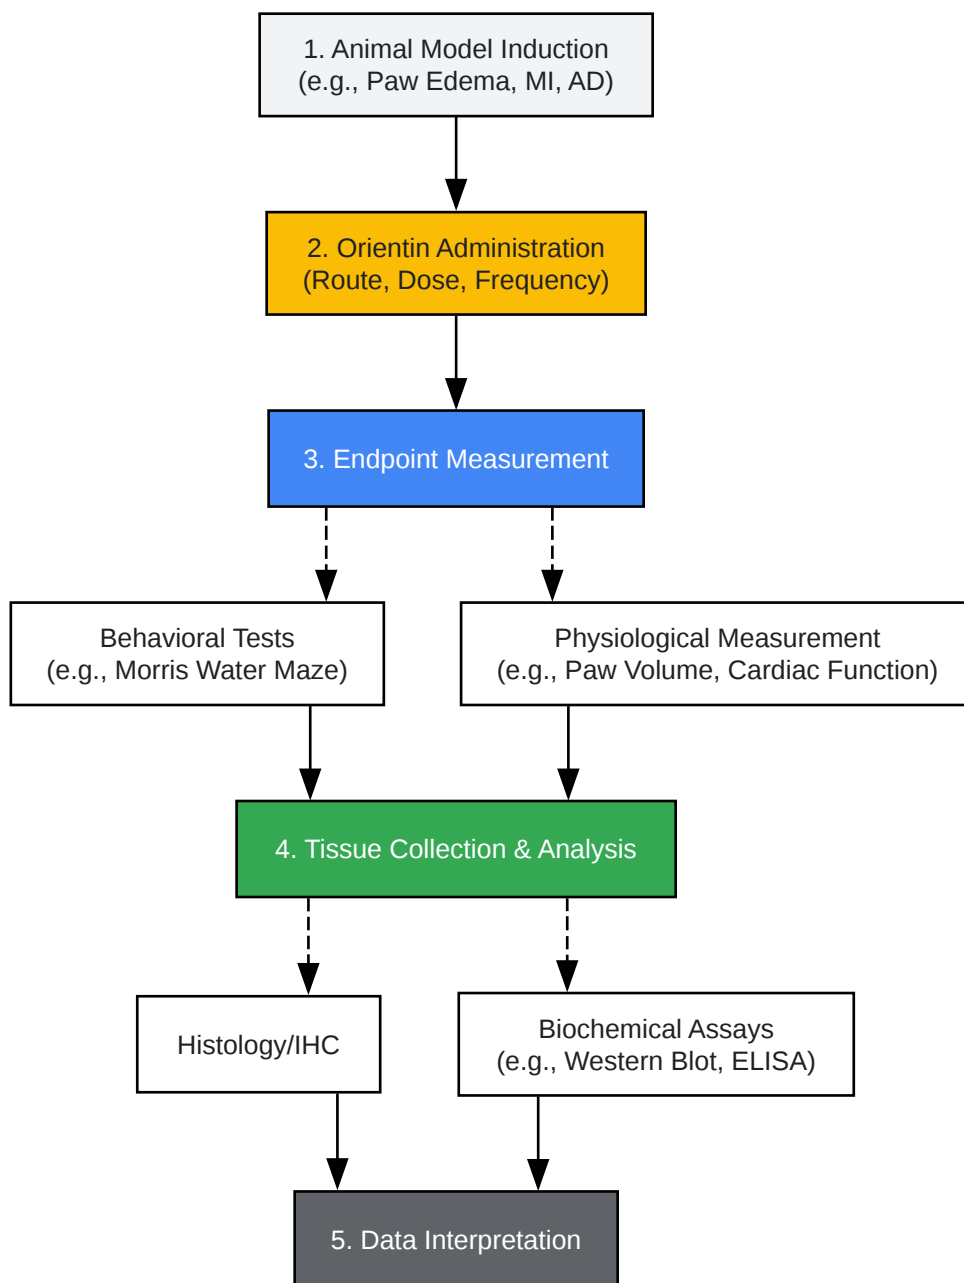 1. Animal Model Induction
(e.g., Paw Edema, MI, AD)
2. Orientin Administration
(Route, Dose, Frequency)
3. Endpoint Measurement
Behavioral Tests
(e.g., Morris Water Maze)
Physiological Measurement
(e.g., Paw Volume, Cardiac Function)
4. Tissue Collection & Analysis
Histology/IHC
Biochemical Assays
(e.g., Western Blot, ELISA)
5. Data Interpretation